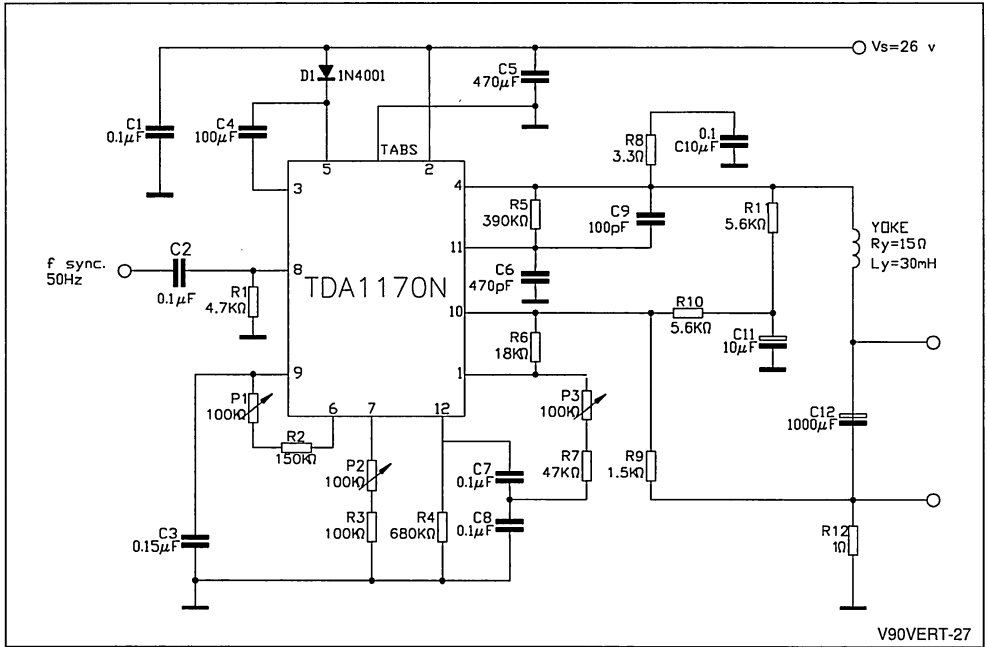 Vs=26 v
D1
1N4001
C5
470µF
C1
0.1µF
C4
100µF
TABS
5
2
3
4
R8
3.3Ω
0.1
C10µF
R5
390KΩ
C9
100pF
R11
5.6KΩ
YOKE
Ry=15Ω
Ly=30mH
11
f sync.
50Hz
C2
0.1µF
8
R1
4.7KΩ
TDA1170N
C6
470pF
10
R10
5.6KΩ
R6
18KΩ
C11
10µF
9
1
P1
100KΩ
P3
100KΩ
6
7
12
C12
1000µF
R2
150KΩ
P2
100KΩ
C7
0.1µF
R7
47KΩ
R9
1.5KΩ
C3
0.15µF
R3
100KΩ
R4
680KΩ
C8
0.1µF
R12
1Ω
V90VERT-27